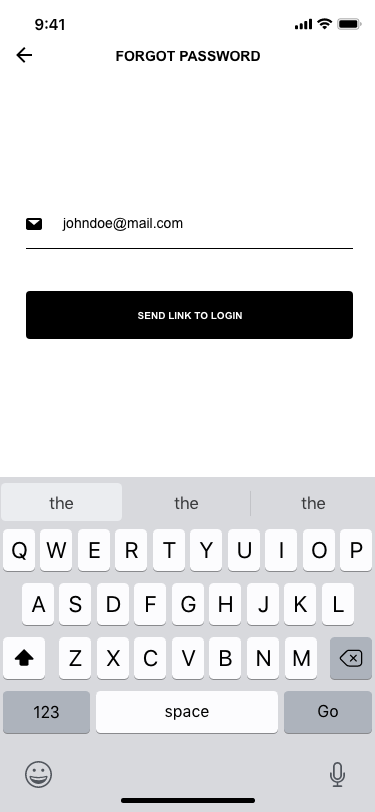 9:41
FORGOT PASSWORD
johndoe@mail.com
SEND LINK TO LOGIN
the the the
Q W E R T Y U I O P
A S D F G H J K L
Z X C V B N M
123 space Go